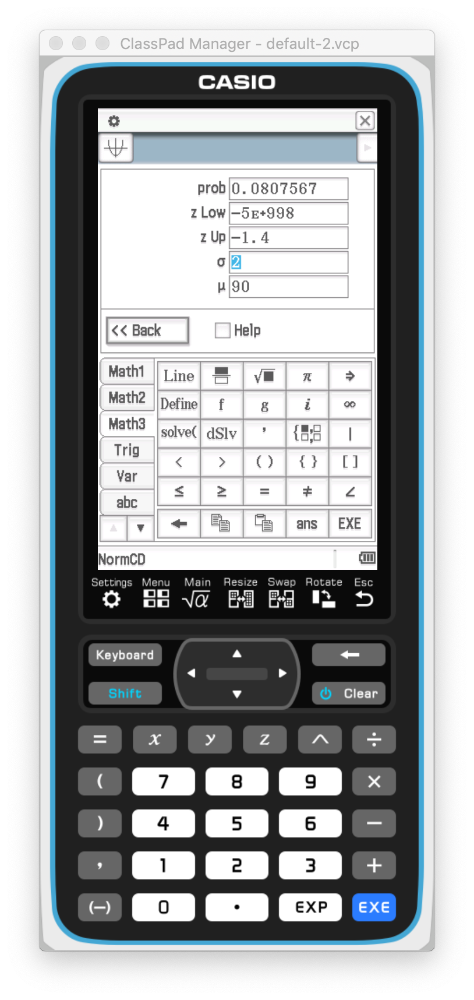 ClassPad Manager - default-2.vcp
CASIO
prob 0.0807567
z Low -5E+998
z Up -1.4
σ 2
μ 90
<< Back Help
Math1 Line √■ π ⇒
Math2 Define f g i ∞
Math3 solve( dSlv ' {■,□;□ |
Trig < > ( ) { } [ ]
Var ≤ ≥ = ≠ ∠
abc
▲ ▼ ← ans EXE
NormCD
Settings Menu Main Resize Swap Rotate Esc
√α
Keyboard ←
Shift Clear
= x y z ^ ÷
( 7 8 9 ×
) 4 5 6 −
, 1 2 3 +
(−) 0 . EXP EXE